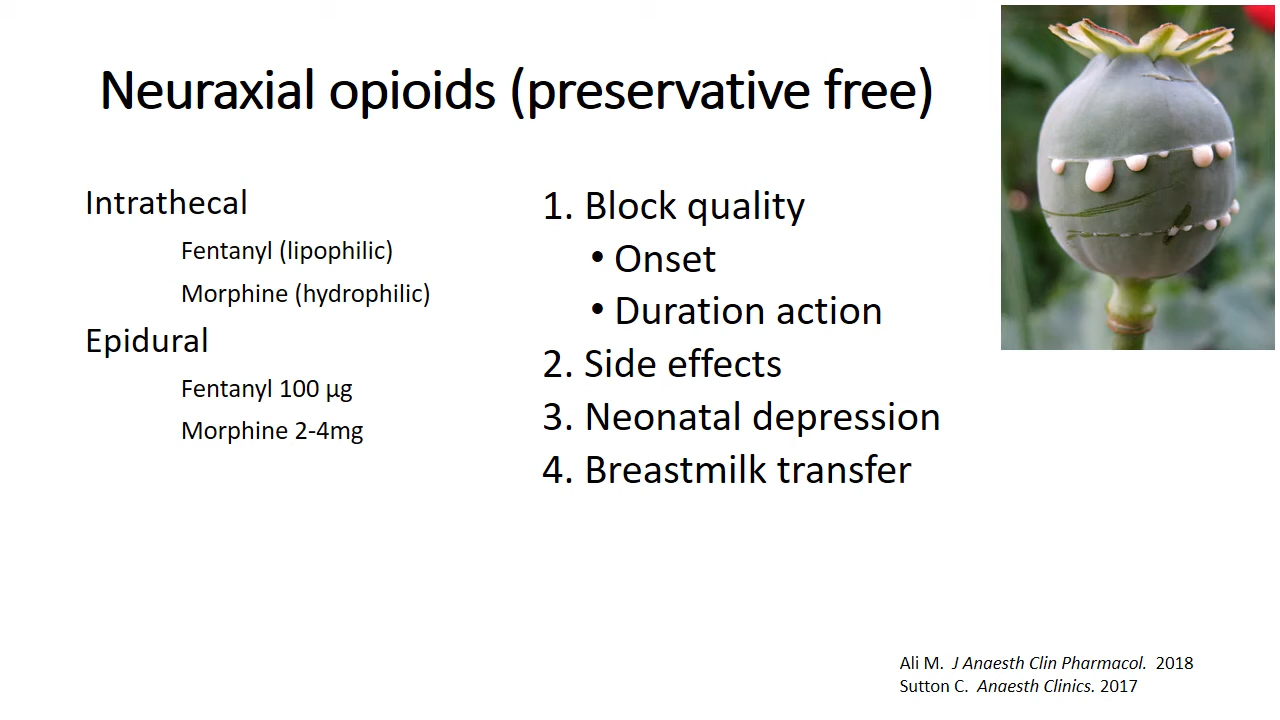 Neuraxial opioids (preservative free)
Intrathecal
Fentanyl (lipophilic)
Morphine (hydrophilic)
Epidural
Fentanyl 100 µg
Morphine 2-4mg
1. Block quality
• Onset
• Duration action
2. Side effects
3. Neonatal depression
4. Breastmilk transfer
Ali M. J Anaesth Clin Pharmacol. 2018
Sutton C. Anaesth Clinics. 2017